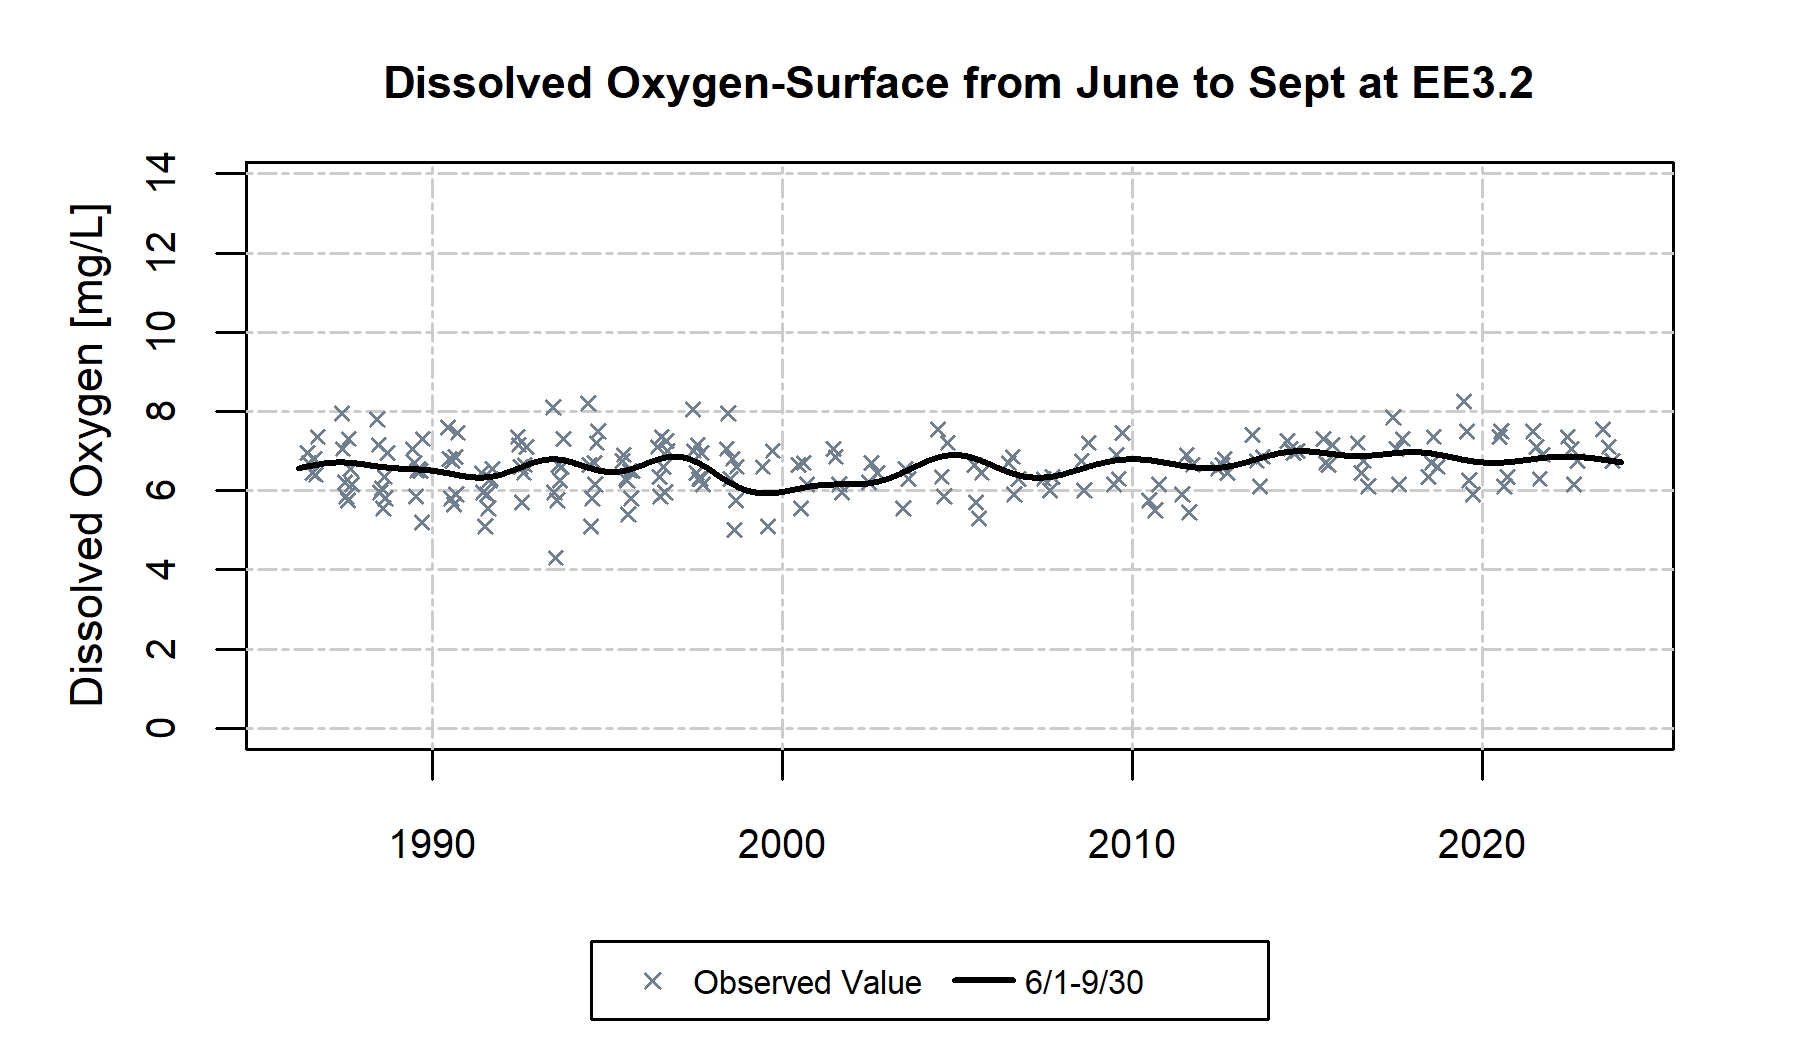 Dissolved Oxygen-Surface from June to Sept at EE3.2
Dissolved Oxygen [mg/L]
14
12
10
8
6
4
2
0
1990 2000 2010 2020
Observed Value 6/1-9/30